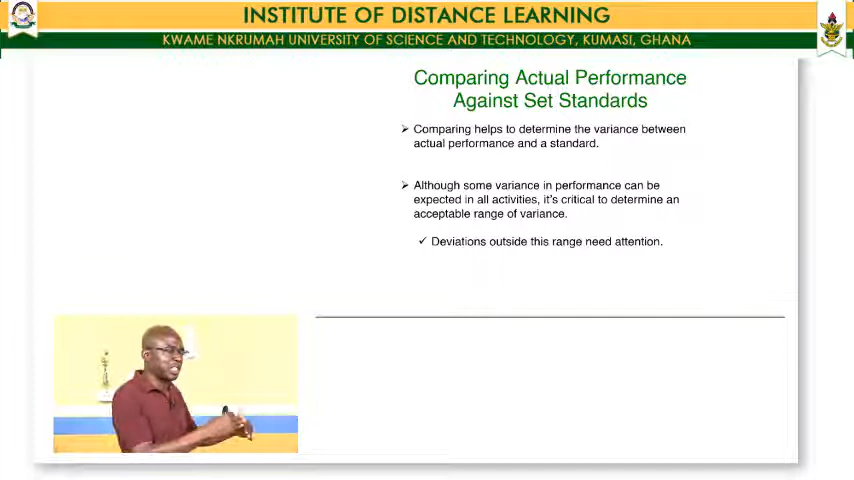 INSTITUTE OF DISTANCE LEARNING
KWAME NKRUMAH UNIVERSITY OF SCIENCE AND TECHNOLOGY, KUMASI, GHANA
Comparing Actual Performance
Against Set Standards
➢ Comparing helps to determine the variance between
actual performance and a standard.
➢ Although some variance in performance can be
expected in all activities, it's critical to determine an
acceptable range of variance.
✓ Deviations outside this range need attention.